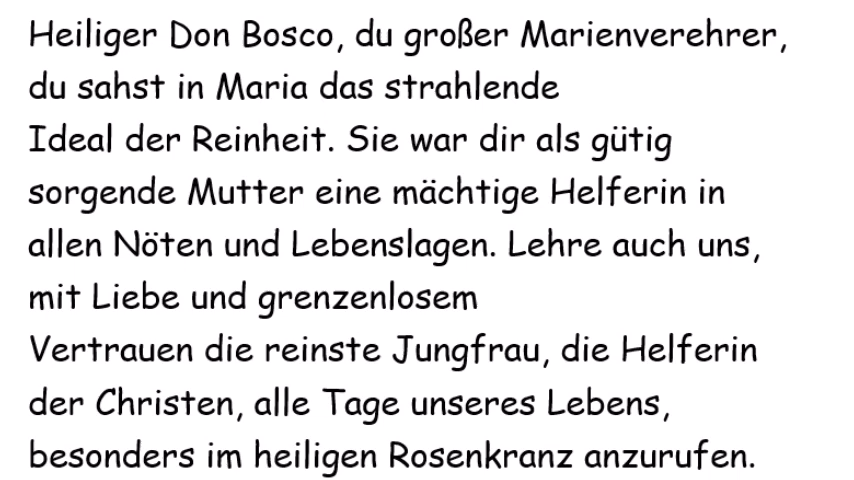 Heiliger Don Bosco, du großer Marienverehrer,
du sahst in Maria das strahlende
Ideal der Reinheit. Sie war dir als gütig
sorgende Mutter eine mächtige Helferin in
allen Nöten und Lebenslagen. Lehre auch uns,
mit Liebe und grenzenlosem
Vertrauen die reinste Jungfrau, die Helferin
der Christen, alle Tage unseres Lebens,
besonders im heiligen Rosenkranz anzurufen.